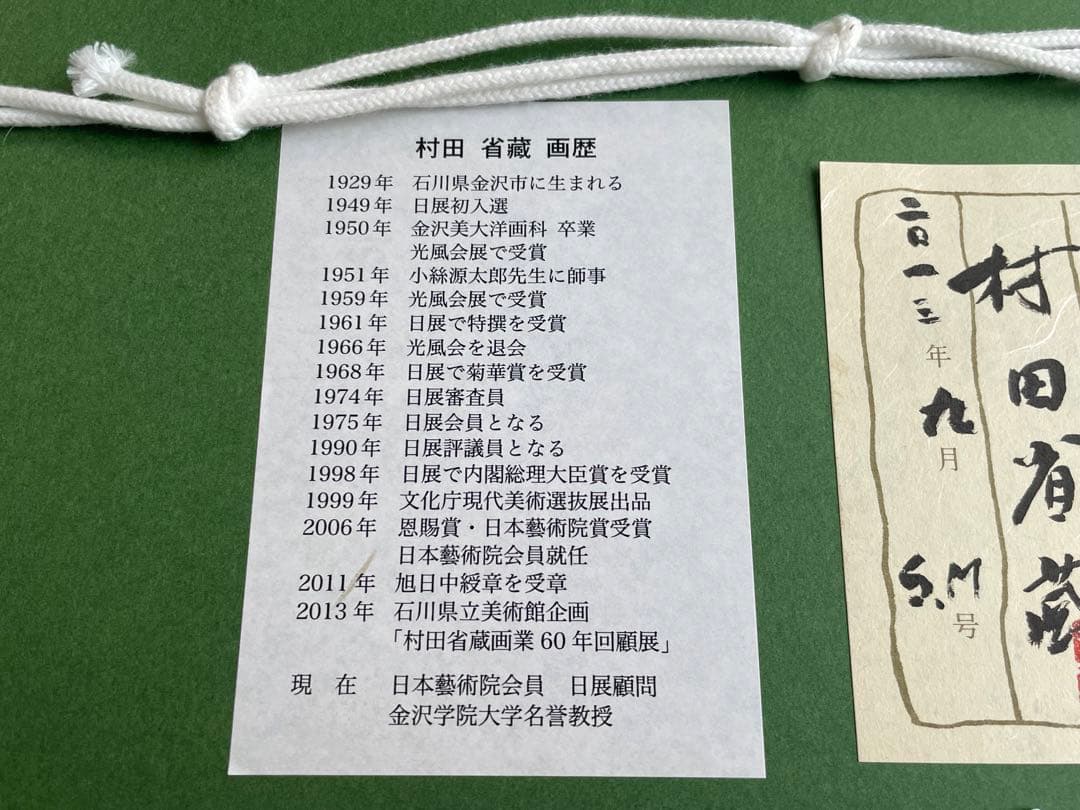 村田 省藏 画歴
1929年 石川県金沢市に生まれる
1949年 日展初入選
1950年 金沢美大洋画科 卒業
光風会展で受賞
1951年 小絲源太郎先生に師事
1959年 光風会展で受賞
1961年 日展で特撰を受賞
1966年 光風会を退会
1968年 日展で菊華賞を受賞
1974年 日展審査員
1975年 日展会員となる
1990年 日展評議員となる
1998年 日展で内閣総理大臣賞を受賞
1999年 文化庁現代美術選抜展出品
2006年 恩賜賞・日本藝術院賞受賞
日本藝術院会員就任
2011年 旭日中綬章を受章
2013年 石川県立美術館企画
「村田省蔵画業60年回顧展」
現 在 日本藝術院会員 日展顧問
金沢学院大学名誉教授
村田省蔵
二〇一三年九月
S.M号